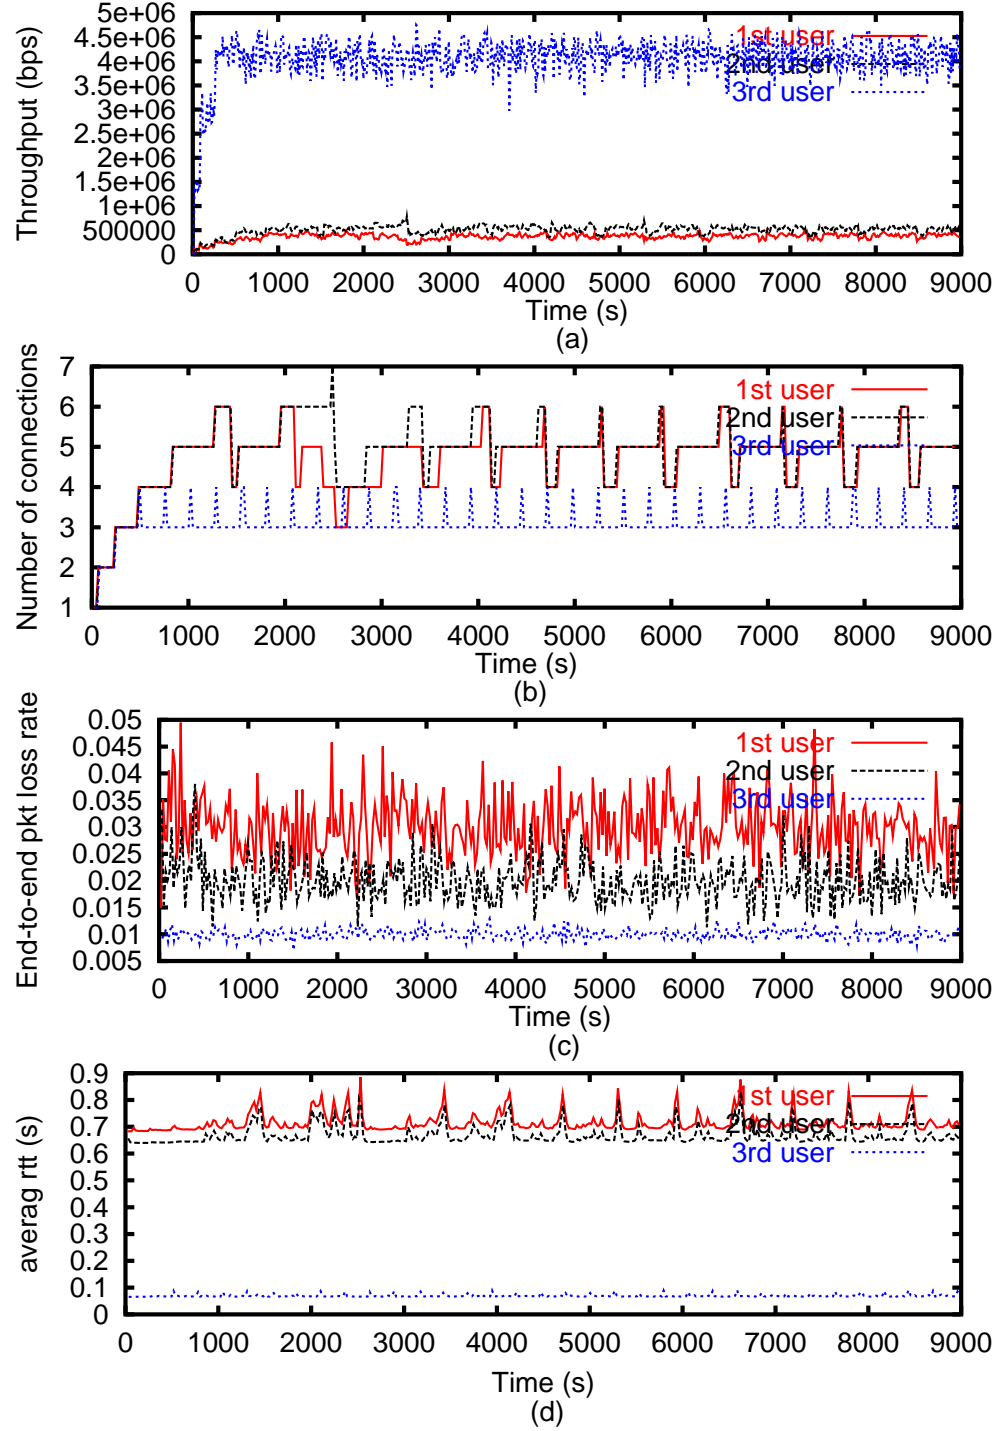 Throughput (bps)
5e+06
4.5e+06
4e+06
3.5e+06
3e+06
2.5e+06
2e+06
1.5e+06
1e+06
500000
0
1st user
2nd user
3rd user
0 1000 2000 3000 4000 5000 6000 7000 8000 9000
Time (s)
(a)
Number of connections
7
6
5
4
3
2
1
1st user
2nd user
3rd user
0 1000 2000 3000 4000 5000 6000 7000 8000 9000
Time (s)
(b)
End-to-end pkt loss rate
0.05
0.045
0.04
0.035
0.03
0.025
0.02
0.015
0.01
0.005
1st user
2nd user
3rd user
0 1000 2000 3000 4000 5000 6000 7000 8000 9000
Time (s)
(c)
averag rtt (s)
0.9
0.8
0.7
0.6
0.5
0.4
0.3
0.2
0.1
0
1st user
2nd user
3rd user
0 1000 2000 3000 4000 5000 6000 7000 8000 9000
Time (s)
(d)